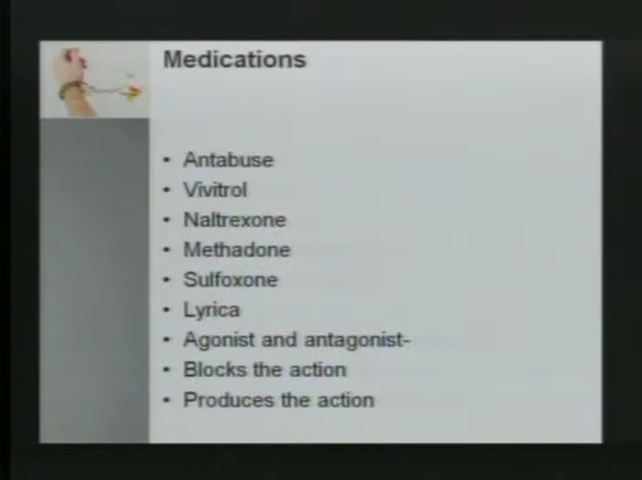 Medications
• Antabuse
• Vivitrol
• Naltrexone
• Methadone
• Sulfoxone
• Lyrica
• Agonist and antagonist-
• Blocks the action
• Produces the action